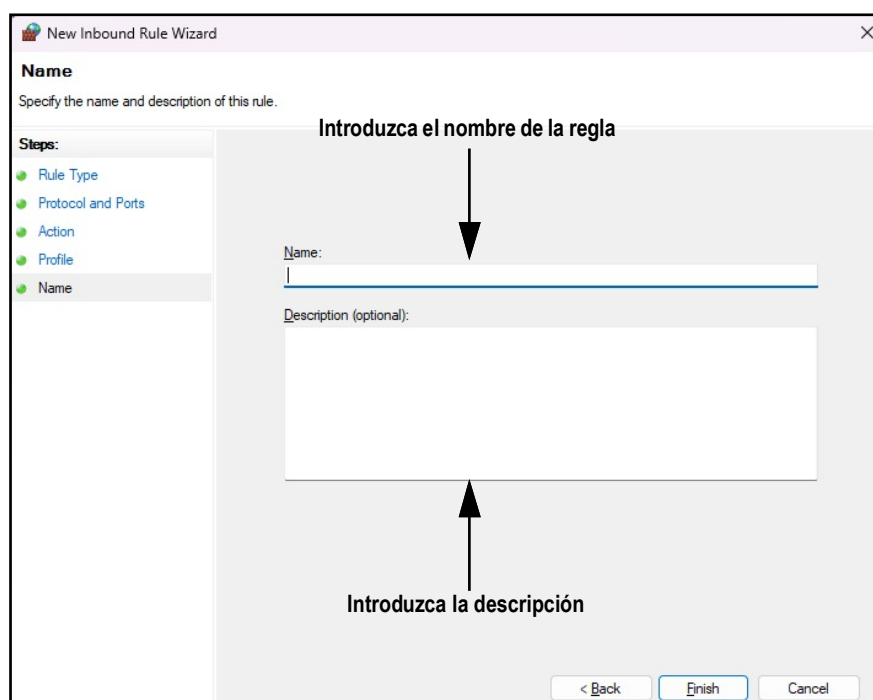 New Inbound Rule Wizard
Name
Specify the name and description of this rule.
Introduzca el nombre de la regla
Steps:
Rule Type
Protocol and Ports
Action
Profile
Name
Name:
Description (optional):
Introduzca la descripción
< Back Finish Cancel